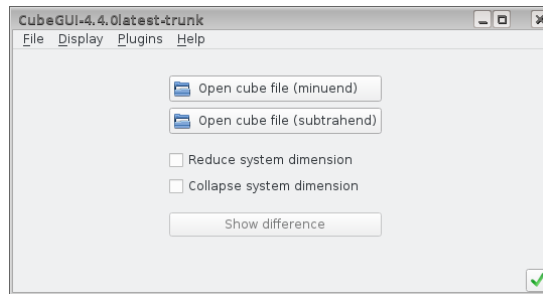 CubeGUI-4.4.0latest-trunk
File Display Plugins Help
Open cube file (minuend)
Open cube file (subtrahend)
Reduce system dimension
Collapse system dimension
Show difference